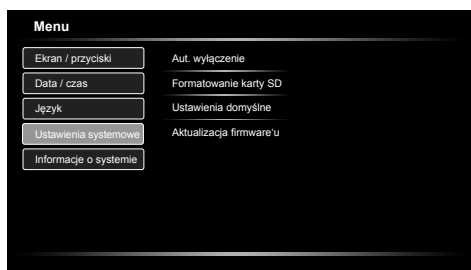 Menu
Ekran / przyciski
Aut. wyłączenie
Data / czas
Formatowanie karty SD
Język
Ustawienia domyślne
Ustawienia systemowe
Aktualizacja firmware'u
Informacje o systemie